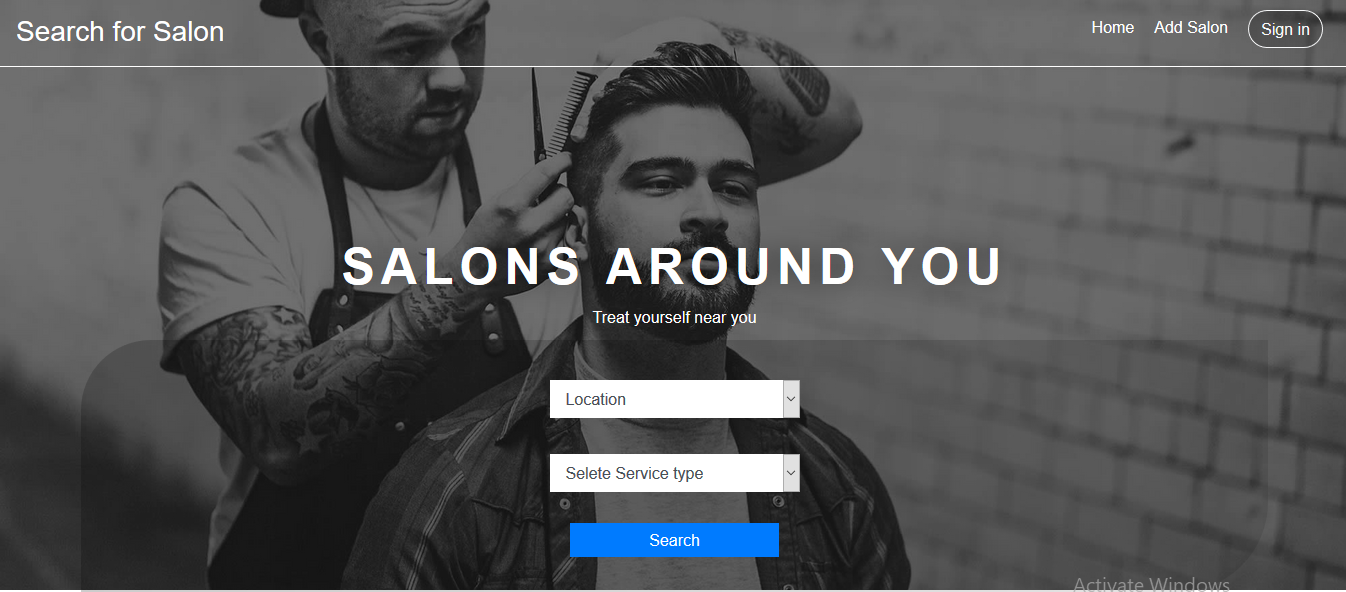 Search for Salon
Home
Add Salon
Sign in
SALONS AROUND YOU
Treat yourself near you
Location
Selete Service type
Search
Activate Windows